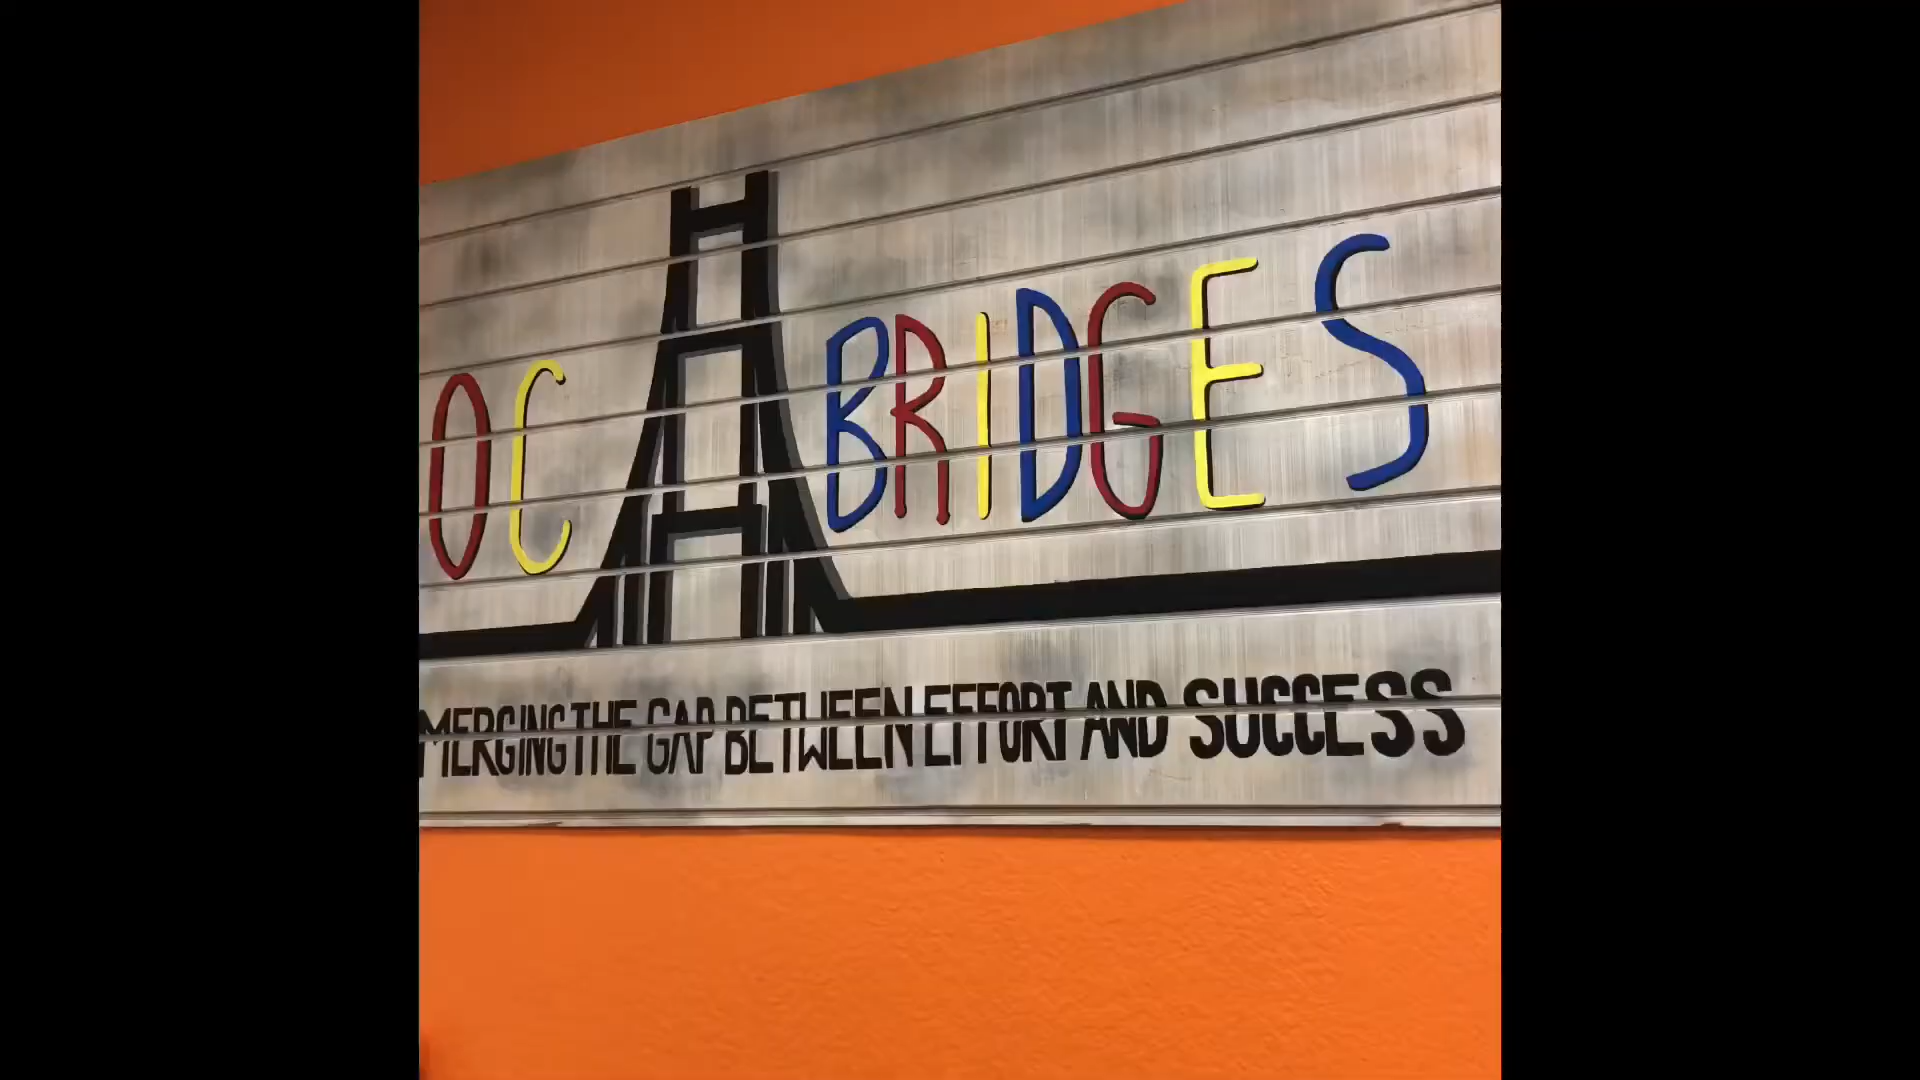 OC BRIDGES
MERGING THE GAP BETWEEN EFFORT AND SUCCESS